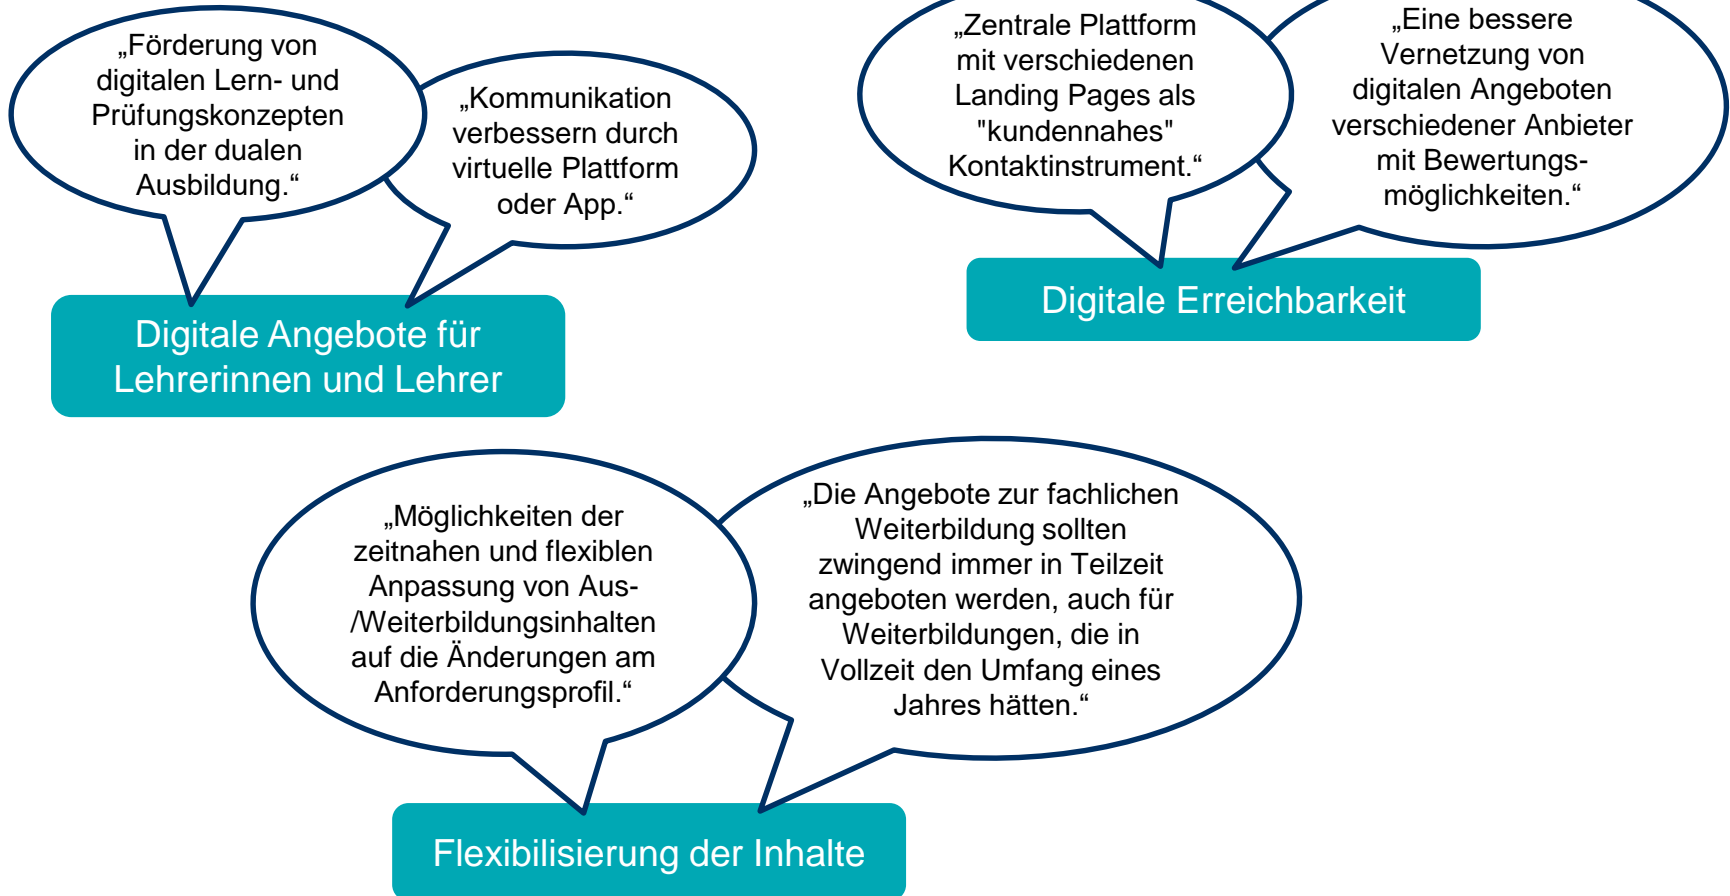 „Förderung von
digitalen Lern- und
Prüfungskonzepten
in der dualen
Ausbildung.“
„Kommunikation
verbessern durch
virtuelle Plattform
oder App.“
Digitale Angebote für
Lehrerinnen und Lehrer
„Zentrale Plattform
mit verschiedenen
Landing Pages als
"kundennahes"
Kontaktinstrument.“
„Eine bessere
Vernetzung von
digitalen Angeboten
verschiedener Anbieter
mit Bewertungs-
möglichkeiten.“
Digitale Erreichbarkeit
„Möglichkeiten der
zeitnahen und flexiblen
Anpassung von Aus-
/Weiterbildungsinhalten
auf die Änderungen am
Anforderungsprofil.“
„Die Angebote zur fachlichen
Weiterbildung sollten
zwingend immer in Teilzeit
angeboten werden, auch für
Weiterbildungen, die in
Vollzeit den Umfang eines
Jahres hätten.“
Flexibilisierung der Inhalte